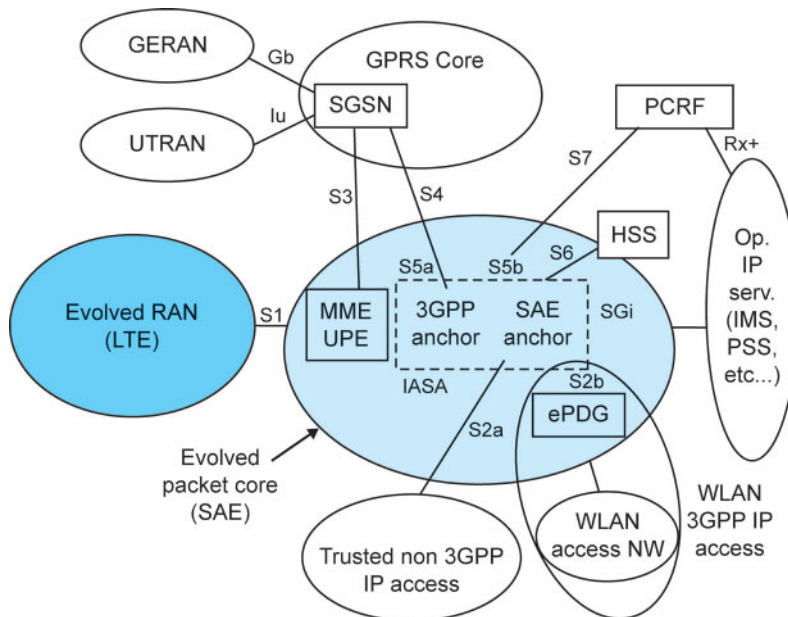 GERAN
Gb
GPRS Core
SGSN
PCRF
Iu
UTRAN
Rx+
S7
S3
S4
HSS
Op.
IP
serv.
(IMS,
PSS,
etc...)
S6
S5a
S5b
Evolved RAN
(LTE)
S1
MME
UPE
3GPP
anchor
SAE
anchor
SGi
IASA
S2b
S2a
ePDG
Evolved
packet core
(SAE)
WLAN
3GPP IP
access
WLAN
access NW
Trusted non 3GPP
IP access